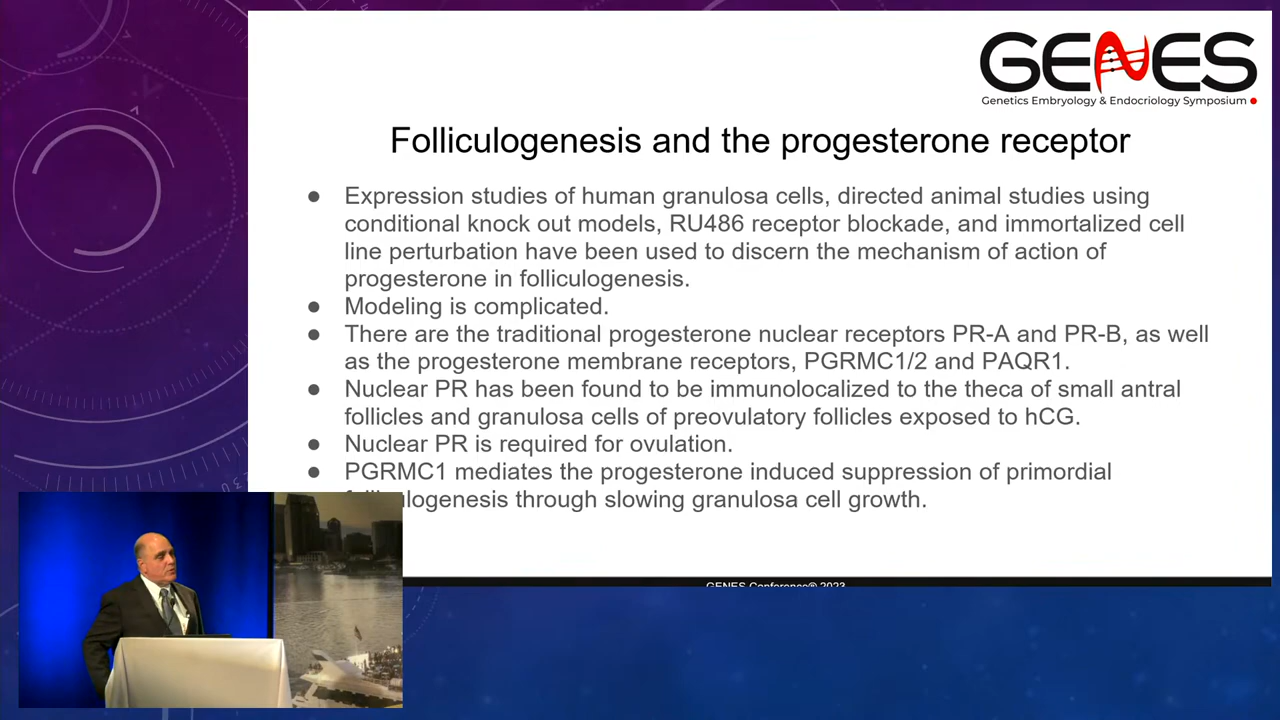 GENES
Genetics Embryology & Endocriology Symposium
Folliculogenesis and the progesterone receptor
● Expression studies of human granulosa cells, directed animal studies using
conditional knock out models, RU486 receptor blockade, and immortalized cell
line perturbation have been used to discern the mechanism of action of
progesterone in folliculogenesis.
● Modeling is complicated.
● There are the traditional progesterone nuclear receptors PR-A and PR-B, as well
as the progesterone membrane receptors, PGRMC1/2 and PAQR1.
● Nuclear PR has been found to be immunolocalized to the theca of small antral
follicles and granulosa cells of preovulatory follicles exposed to hCG.
● Nuclear PR is required for ovulation.
● PGRMC1 mediates the progesterone induced suppression of primordial
folliculogenesis through slowing granulosa cell growth.
GENES Conference® 2023